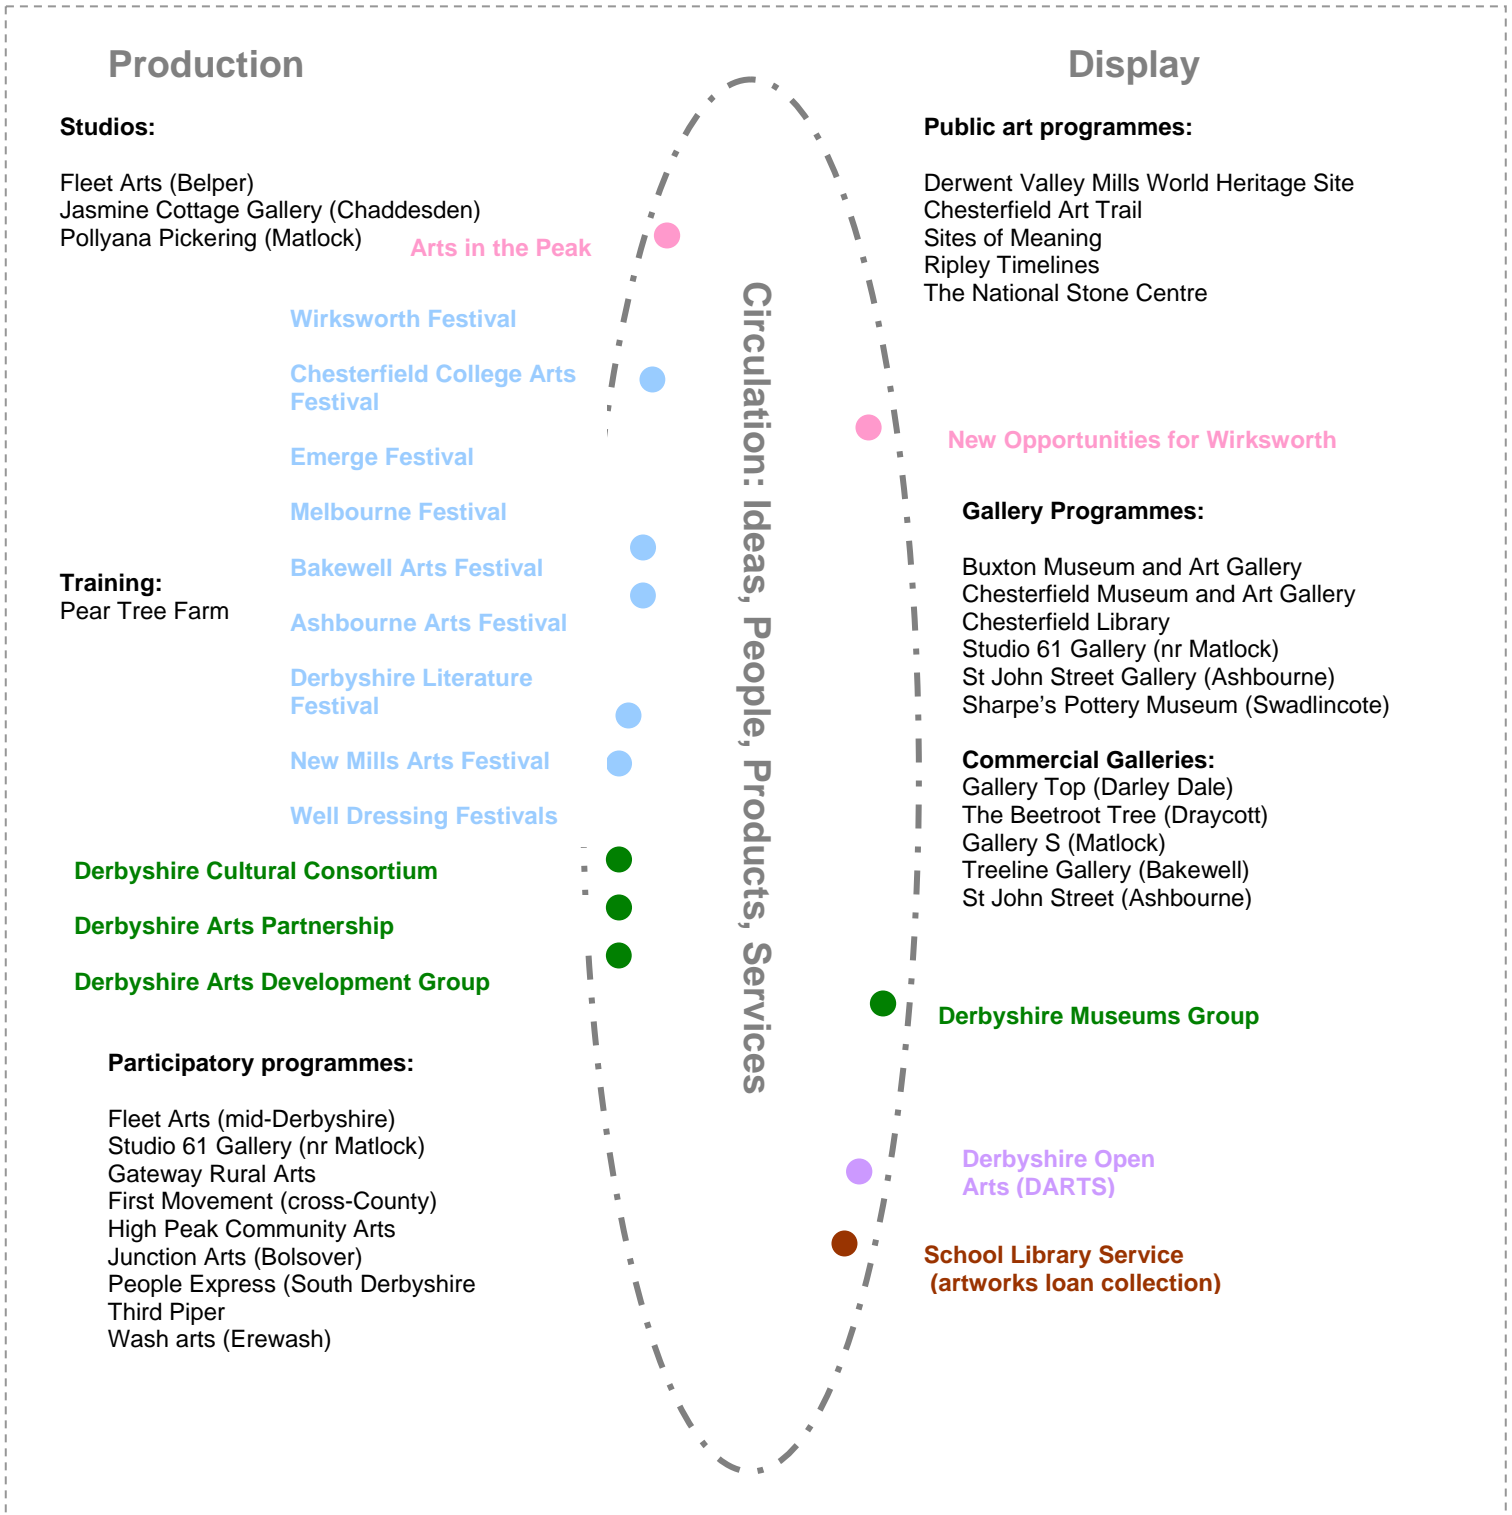 Production
Studios:
Fleet Arts (Belper)
Jasmine Cottage Gallery (Chaddesden)
Pollyana Pickering (Matlock)
Arts in the Peak
Wirksworth Festival
Chesterfield College Arts
Festival
Emerge Festival
Melbourne Festival
Bakewell Arts Festival
Training:
Pear Tree Farm
Ashbourne Arts Festival
Derbyshire Literature
Festival
New Mills Arts Festival
Well Dressing Festivals
Derbyshire Cultural Consortium
Derbyshire Arts Partnership
Derbyshire Arts Development Group
Participatory programmes:
Fleet Arts (mid-Derbyshire)
Studio 61 Gallery (nr Matlock)
Gateway Rural Arts
First Movement (cross-County)
High Peak Community Arts
Junction Arts (Bolsover)
People Express (South Derbyshire
Third Piper
Wash arts (Erewash)
Circulation: Ideas, People, Products, Services
Display
Public art programmes:
Derwent Valley Mills World Heritage Site
Chesterfield Art Trail
Sites of Meaning
Ripley Timelines
The National Stone Centre
New Opportunities for Wirksworth
Gallery Programmes:
Buxton Museum and Art Gallery
Chesterfield Museum and Art Gallery
Chesterfield Library
Studio 61 Gallery (nr Matlock)
St John Street Gallery (Ashbourne)
Sharpe’s Pottery Museum (Swadlincote)
Commercial Galleries:
Gallery Top (Darley Dale)
The Beetroot Tree (Draycott)
Gallery S (Matlock)
Treeline Gallery (Bakewell)
St John Street (Ashbourne)
Derbyshire Museums Group
Derbyshire Open
Arts (DARTS)
School Library Service
(artworks loan collection)